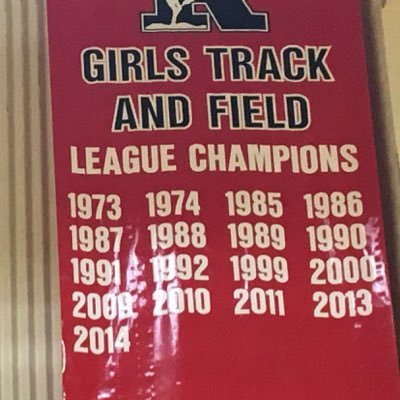 GIRLS TRACK
AND FIELD
LEAGUE CHAMPIONS
1973 1974 1985 1986
1987 1988 1989 1990
1991 1992 1999 2000
2009 2010 2011 2013
2014